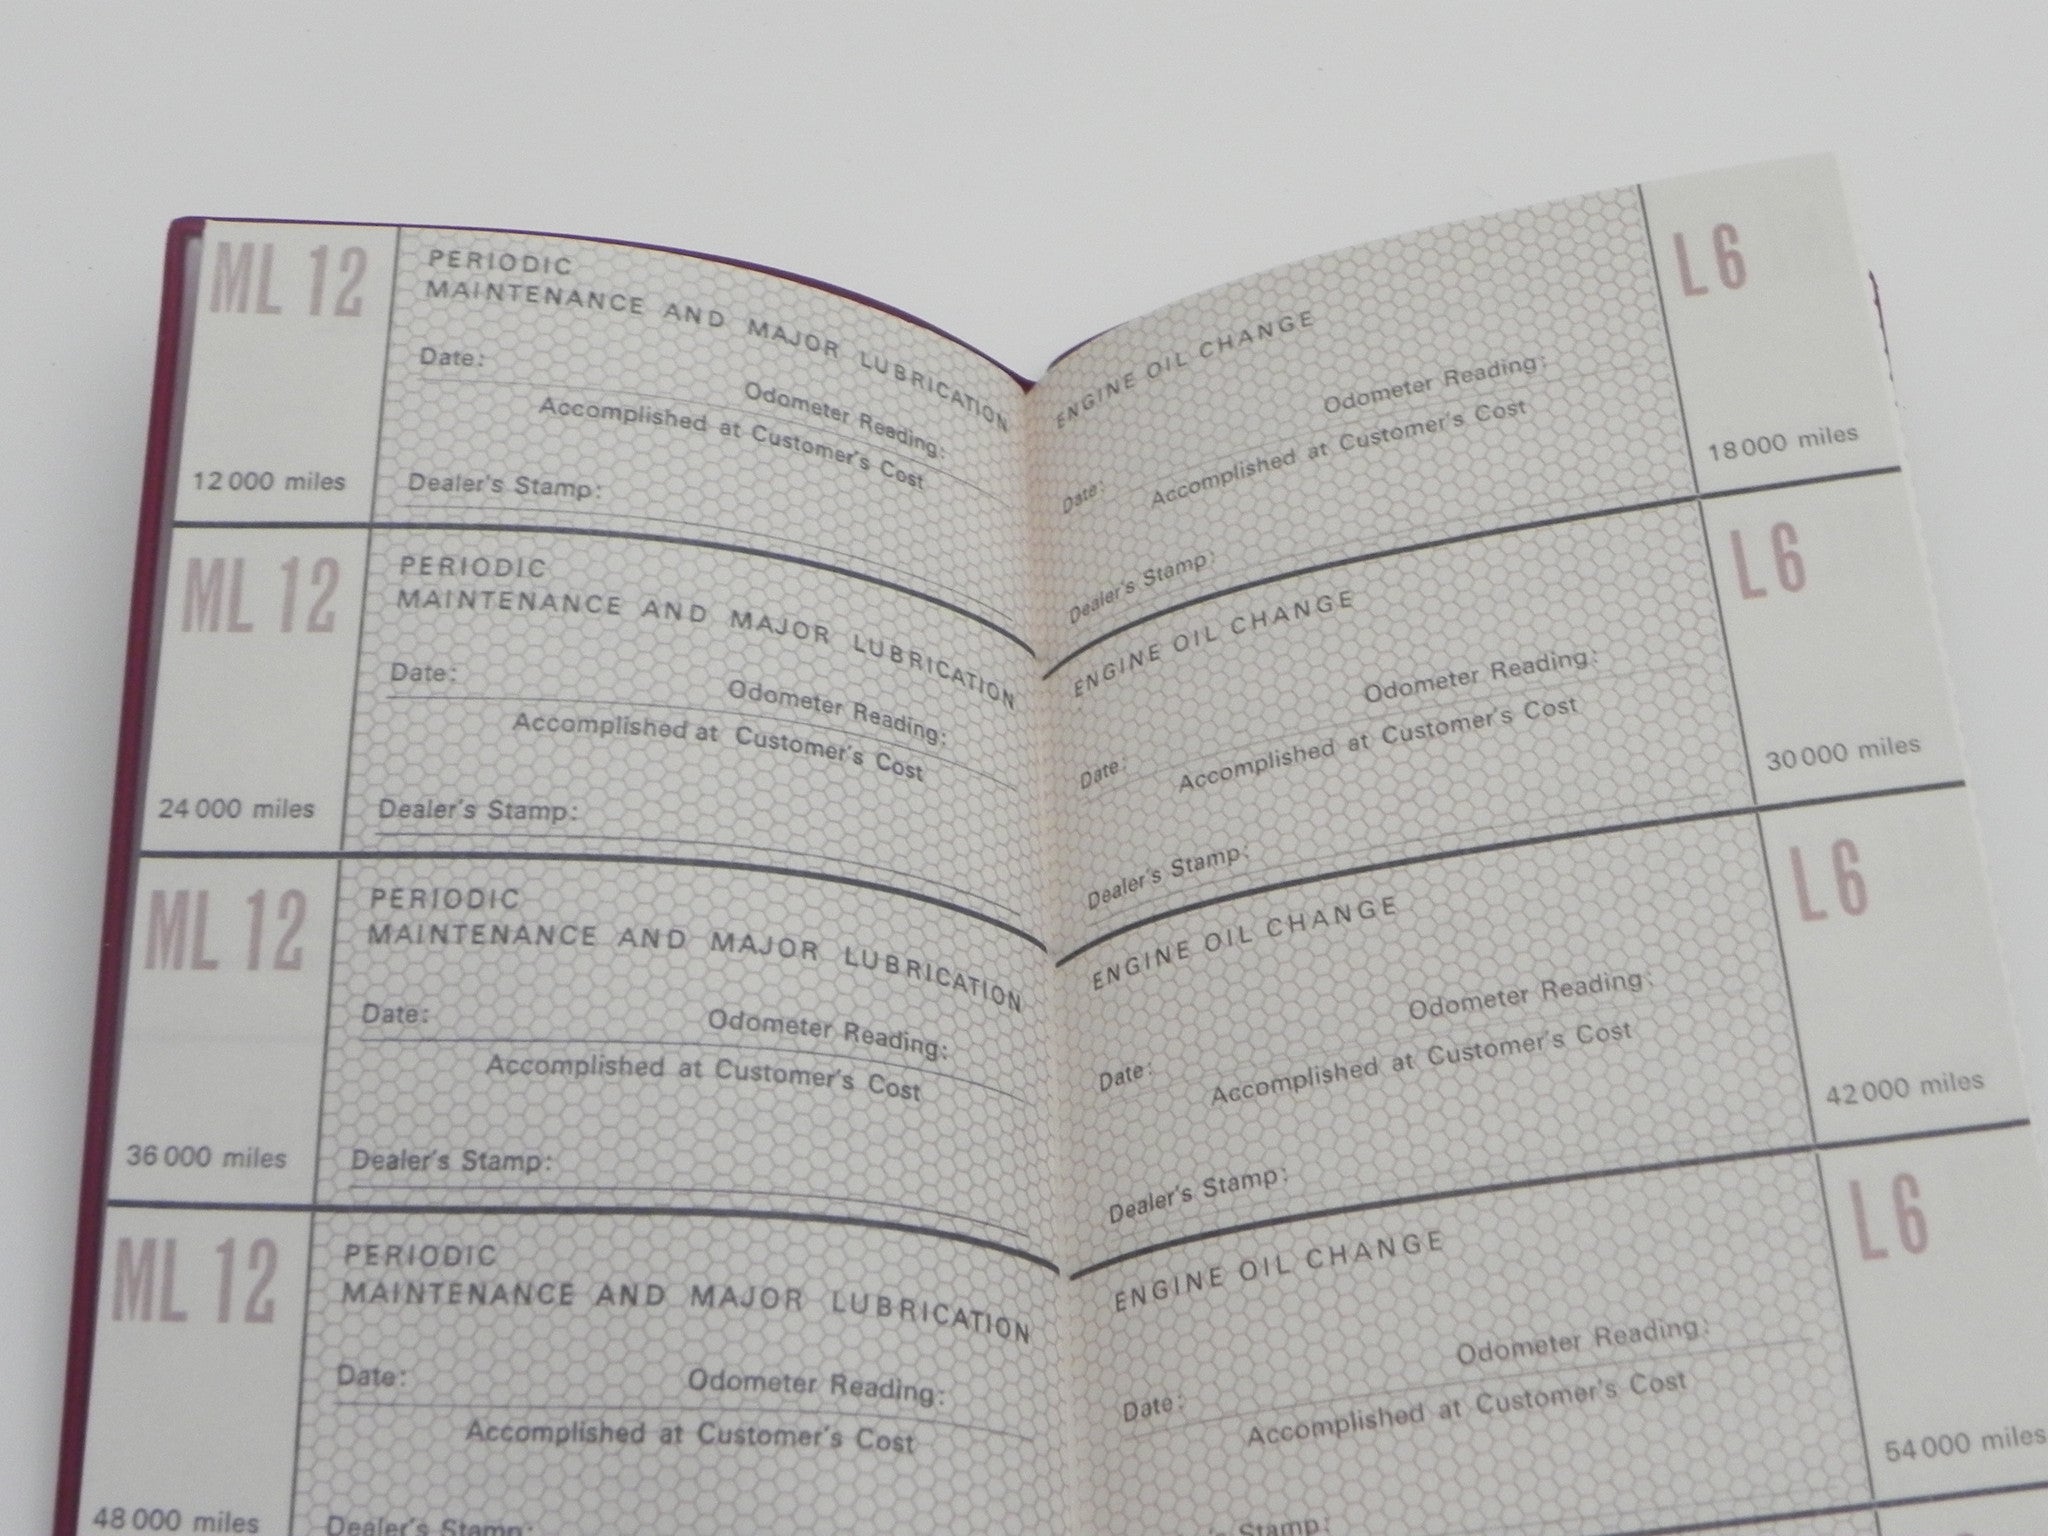 ML 12
PERIODIC
MAINTENANCE AND MAJOR LUBRICATION
Date:
Odometer Reading:
Accomplished at Customer's Cost
12 000 miles
Dealer's Stamp:
ML 12
PERIODIC
MAINTENANCE AND MAJOR LUBRICATION
Date:
Odometer Reading:
Accomplished at Customer's Cost
24 000 miles
Dealer's Stamp:
ML 12
PERIODIC
MAINTENANCE AND MAJOR LUBRICATION
Date:
Odometer Reading:
Accomplished at Customer's Cost
36 000 miles
Dealer's Stamp:
ML 12
PERIODIC
MAINTENANCE AND MAJOR LUBRICATION
Date:
Odometer Reading:
Accomplished at Customer's Cost
48 000 miles
Dealer's Stamp:
ENGINE OIL CHANGE
L 6
Odometer Reading:
Date:
Accomplished at Customer's Cost
18 000 miles
Dealer's Stamp:
ENGINE OIL CHANGE
L 6
Odometer Reading:
Date:
Accomplished at Customer's Cost
30 000 miles
Dealer's Stamp:
ENGINE OIL CHANGE
L 6
Odometer Reading:
Date:
Accomplished at Customer's Cost
42 000 miles
Dealer's Stamp:
ENGINE OIL CHANGE
L 6
Odometer Reading:
Date:
Accomplished at Customer's Cost
54 000 miles
Stamp: